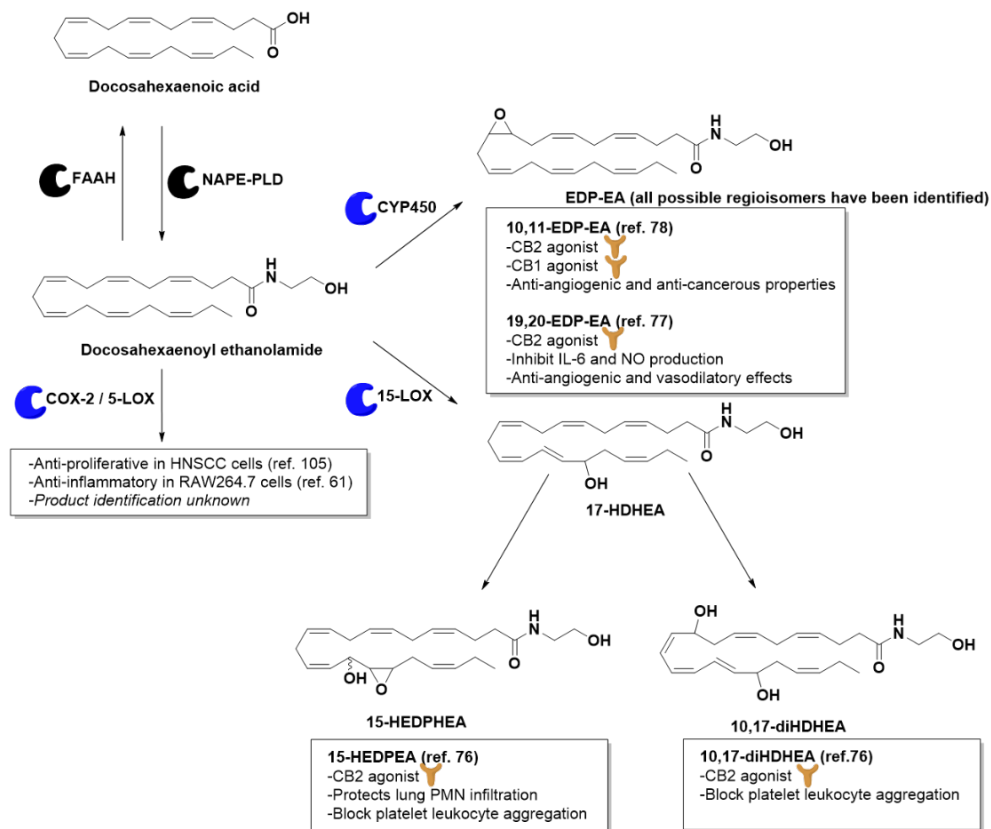 OH
O
Docosahexaenoic acid
FAAH
NAPE-PLD
CYP450
O
H
N
OH
O
EDP-EA (all possible regioisomers have been identified)
10,11-EDP-EA (ref. 78)
-CB2 agonist
-CB1 agonist
-Anti-angiogenic and anti-cancerous properties
19,20-EDP-EA (ref. 77)
-CB2 agonist
-Inhibit IL-6 and NO production
-Anti-angiogenic and vasodilatory effects
H
N
OH
O
Docosahexaenoyl ethanolamide
COX-2 / 5-LOX
15-LOX
-Anti-proliferative in HNSCC cells (ref. 105)
-Anti-inflammatory in RAW264.7 cells (ref. 61)
-Product identification unknown
H
N
OH
O
OH
17-HDHEA
H
N
OH
O
OH
O
15-HEDPHEA
15-HEDPEA (ref. 76)
-CB2 agonist
-Protects lung PMN infiltration
-Block platelet leukocyte aggregation
OH
H
N
OH
O
OH
10,17-diHDHEA
10,17-diHDHEA (ref.76)
-CB2 agonist
-Block platelet leukocyte aggregation